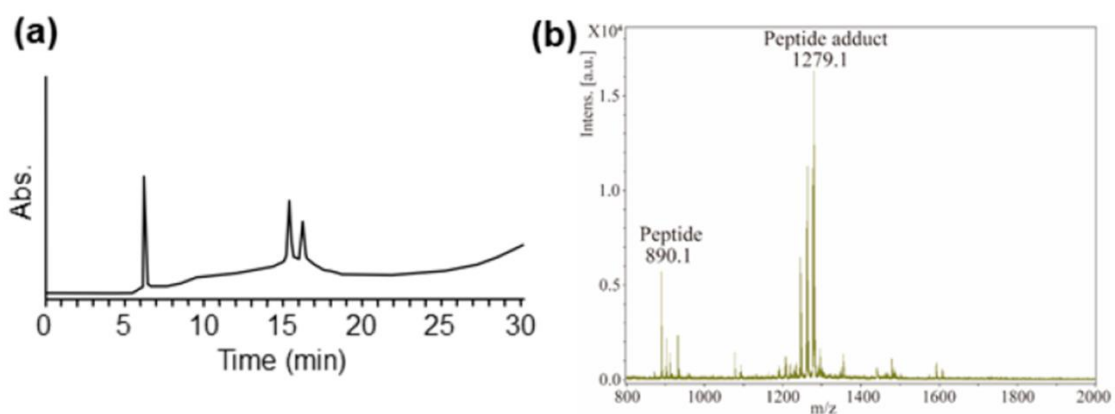 (a)
Abs.
0 5 10 15 20 25 30
Time (min)
(b)
X10⁴
Intens. [a.u.]
1.5
1.0
0.5
0.0
Peptide adduct
1279.1
Peptide
890.1
800 1000 1200 1400 1600 1800 2000
m/z